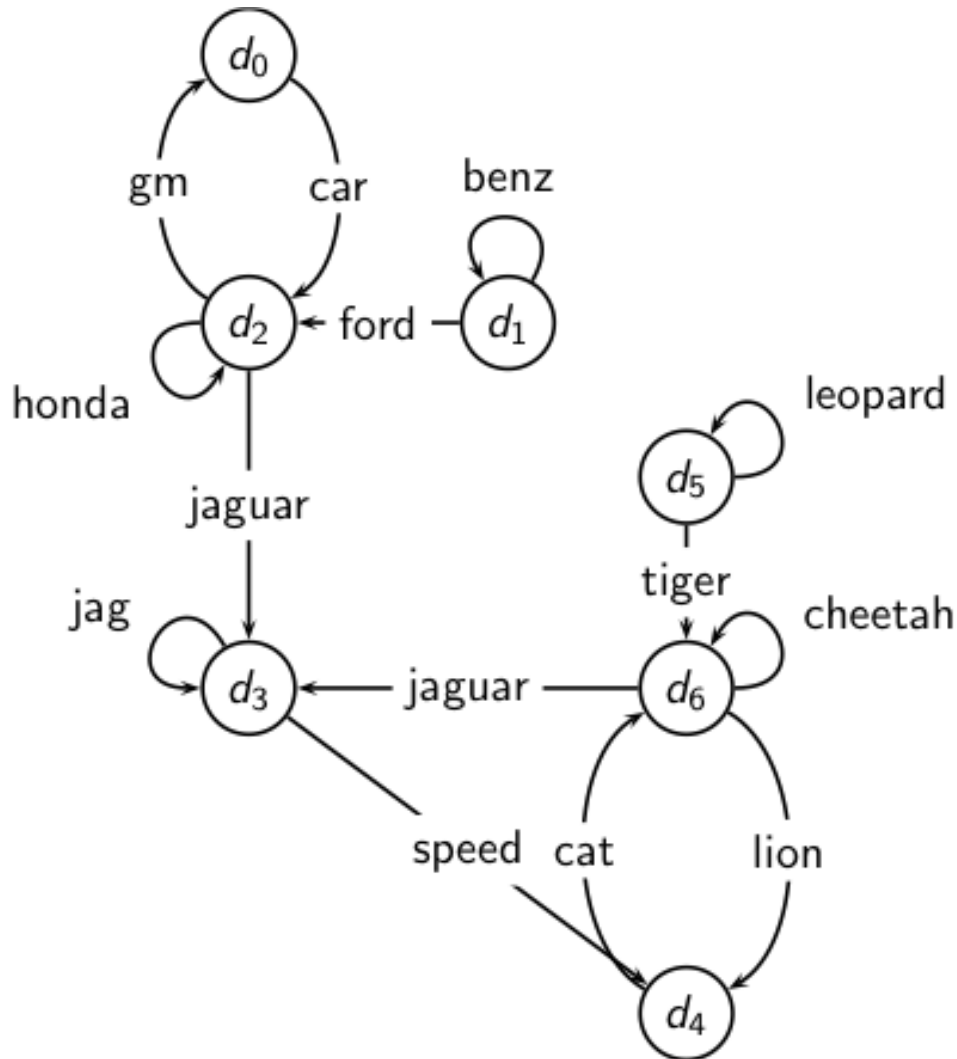 d0
gm
car
benz
d2
ford
d1
honda
leopard
d5
jaguar
tiger
jag
cheetah
d3
jaguar
d6
speed
cat
lion
d4